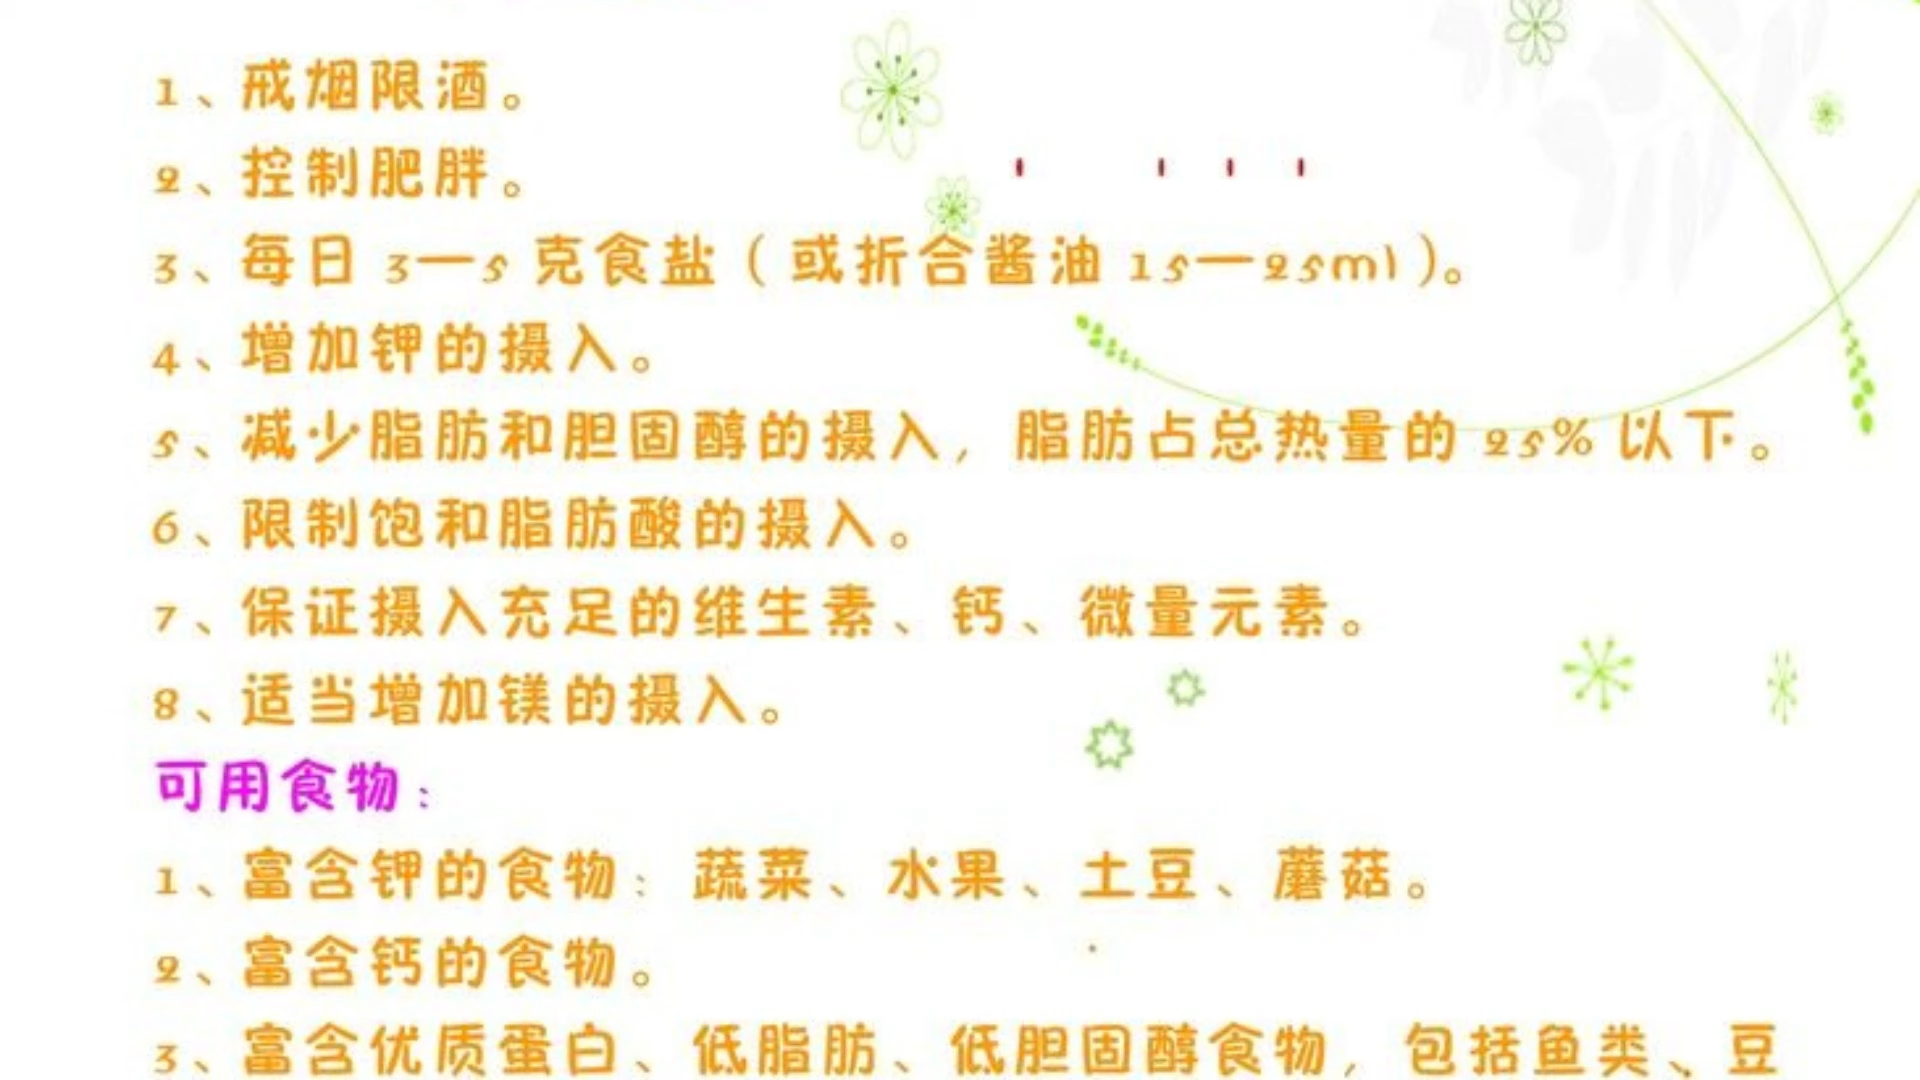 1、戒烟限酒。
2、控制肥胖。
3、每日 3—5 克食盐（或折合酱油 15—25ml）。
4、增加钾的摄入。
5、减少脂肪和胆固醇的摄入，脂肪占总热量的 25% 以下。
6、限制饱和脂肪酸的摄入。
7、保证摄入充足的维生素、钙、微量元素。
8、适当增加镁的摄入。
可用食物：
1、富含钾的食物：蔬菜、水果、土豆、蘑菇。
2、富含钙的食物。
3、富含优质蛋白、低脂肪、低胆固醇食物，包括鱼类、豆